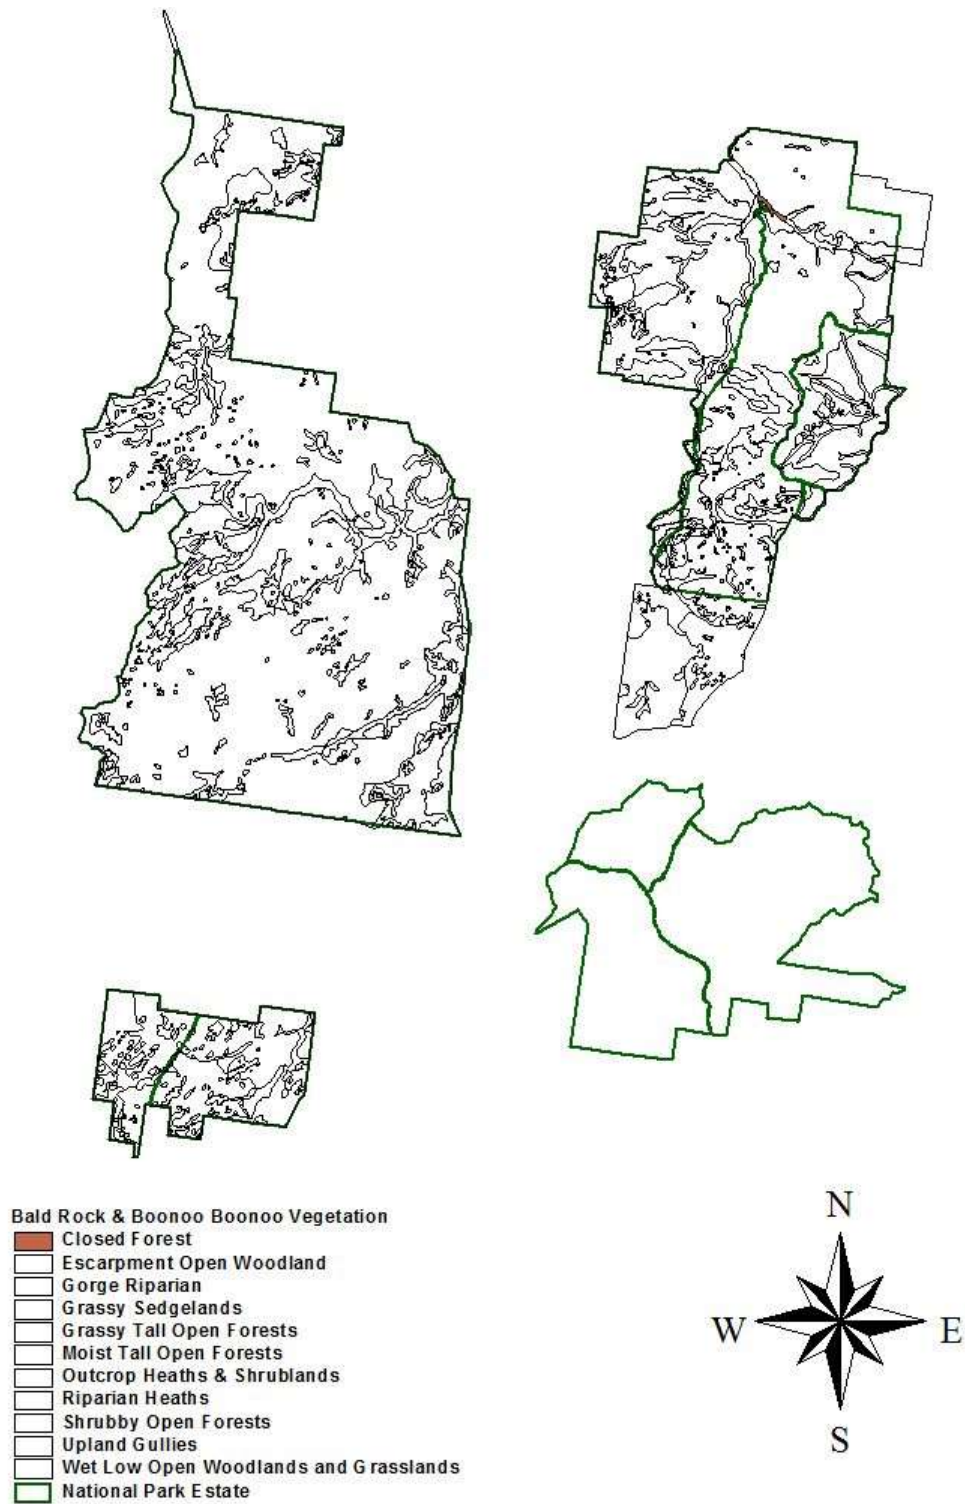 Bald Rock & Boonoo Boonoo Vegetation
Closed Forest
Escarpment Open Woodland
Gorge Riparian
Grassy Sedgelands
Grassy Tall Open Forests
Moist Tall Open Forests
Outcrop Heaths & Shrublands
Riparian Heaths
Shrubby Open Forests
Upland Gullies
Wet Low Open Woodlands and Grasslands
National Park Estate
N
W E
S